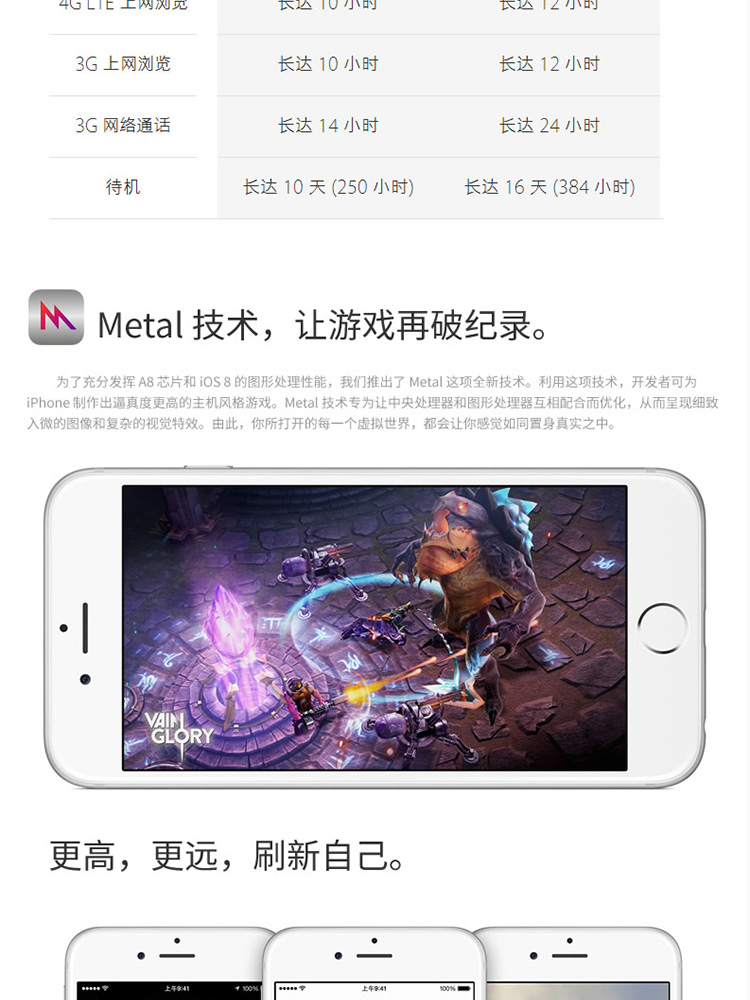 4G LTE 上网浏览 长达 10 小时 长达 12 小时
3G 上网浏览 长达 10 小时 长达 12 小时
3G 网络通话 长达 14 小时 长达 24 小时
待机 长达 10 天 (250 小时) 长达 16 天 (384 小时)
Metal 技术，让游戏再破纪录。
为了充分发挥 A8 芯片和 iOS 8 的图形处理性能，我们推出了 Metal 这项全新技术。利用这项技术，开发者可为
iPhone 制作出逼真度更高的主机风格游戏。Metal 技术专为让中央处理器和图形处理器互相配合而优化，从而呈现细致
入微的图像和复杂的视觉特效。由此，你所打开的每一个虚拟世界，都会让你感觉如同置身真实之中。
VAIN
GLORY
更高，更远，刷新自己。
上午9:41 100% 上午9:41 100%